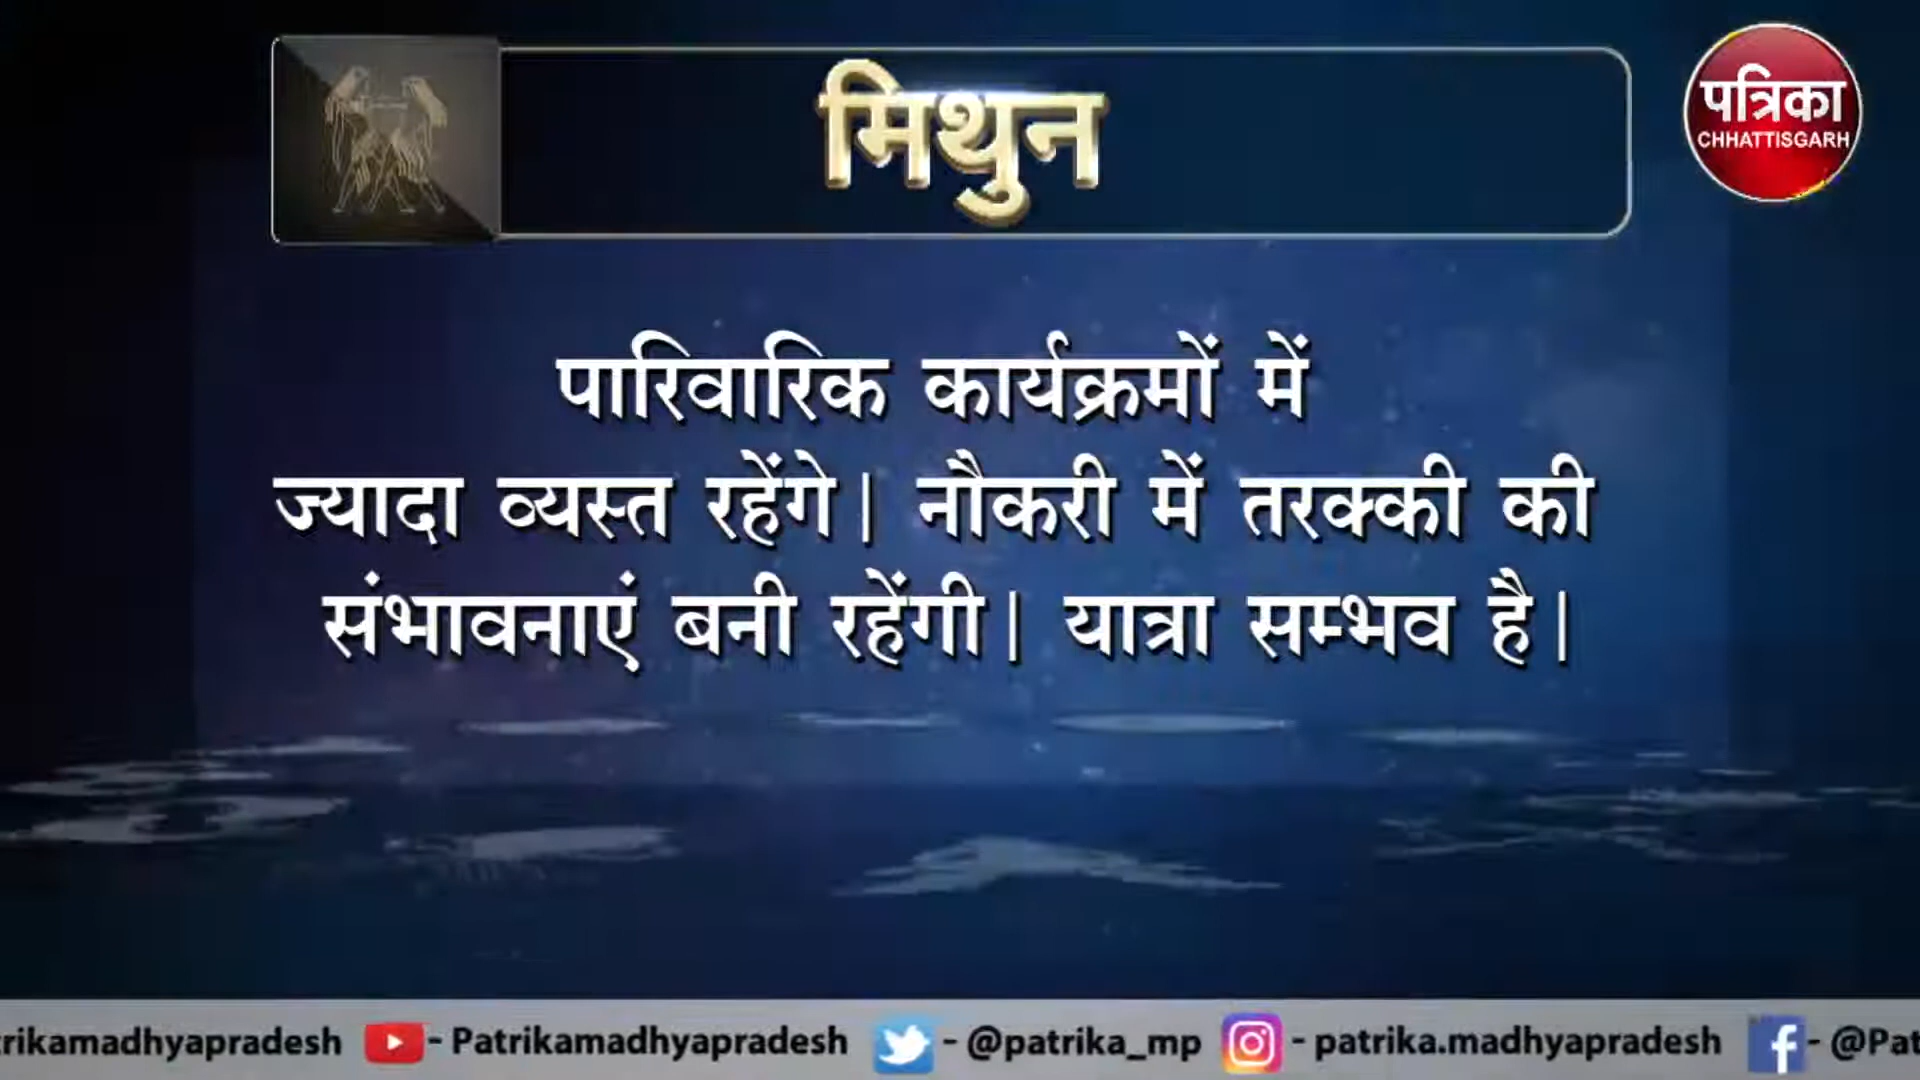 मिथुन
पत्रिका
CHHATTISGARH
पारिवारिक कार्यक्रमों में
ज्यादा व्यस्त रहेंगे। नौकरी में तरक्की की
संभावनाएं बनी रहेंगी। यात्रा सम्भव है।
rikamadhyapradesh - Patrikamadhyapradesh - @patrika_mp - patrika.madhyapradesh - @Pat